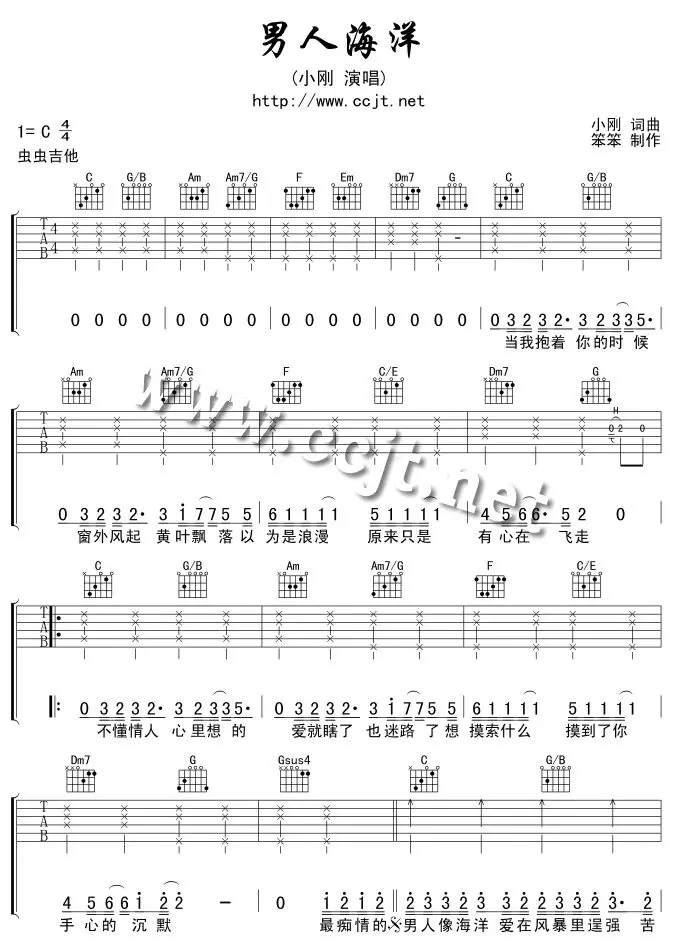 男人海洋
(小刚 演唱)
http://www.ccjt.net
1= C 4/4
小刚 词曲
笨笨 制作
虫虫吉他
C G/B Am Am7/G F Em Dm7 G C G/B
T A B 4/4
0 0 0 0 0 0 0 0 0 0 0 0 0 0 0 0 0 3 2 3 2· 3 2 3 3 5·
当我抱着 你的时 候
Am Am7/G F C/E Dm7 G
H
0 2 0
0 3 2 3 2· 3 i 7 7 5 5 6 1 1 1 1 5 1 1 1 1 4 5 6 6· 5 2 0
窗外风起 黄叶飘 落以 为是浪漫 原来只是 有心在 飞走
www.ccjt.net
C G/B Am Am7/G F C/E
T A B
0 3 2 3 2· 3 2 3 3 5· 0 3 2 3 2· 3 i 7 7 5 5 6 1 1 1 1 5 1 1 1 1
不懂情人 心里想 的 爱就瞎了 也迷路 了想 摸索什么 摸到了你
Dm7 G Gsus4 C G/B
T A B
4 5 6 6 i 2 2 – 0 i 2 i 2 2 3 3 2 3 3 2 3 3 2 3 3 2
手心的 沉默 最痴情的 男人像海洋 爱在风暴里逞强 苦